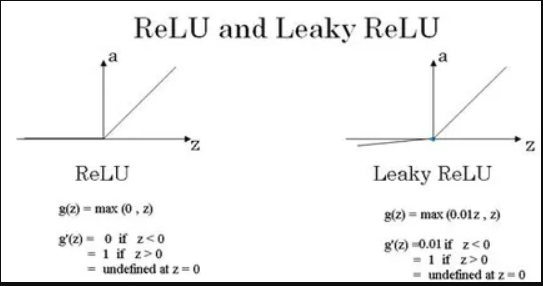 ReLU and Leaky ReLU
a
z
ReLU
g(z) = max (0 , z)
g'(z) = 0 if z<0
= 1 if z>0
= undefined at z = 0
a
z
Leaky ReLU
g(z) = max (0.01z , z)
g'(z) =0.01 if z<0
= 1 if z>0
= undefined at z = 0